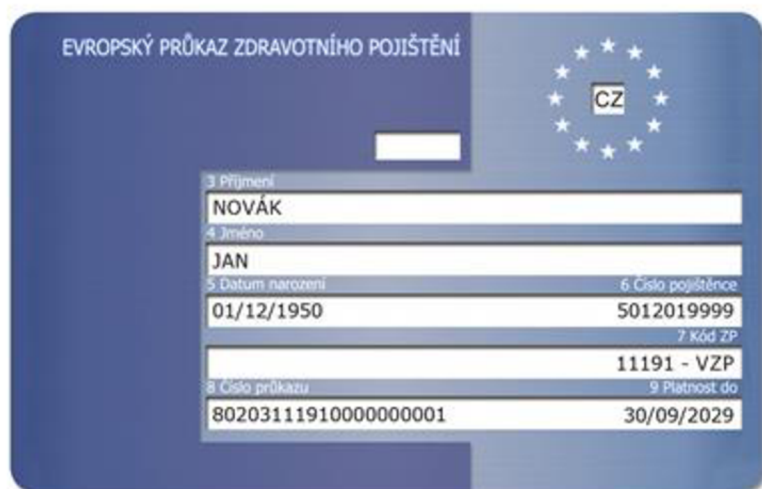 EVROPSKÝ PRŮKAZ ZDRAVOTNÍHO POJIŠTĚNÍ
CZ
3 Příjmení
NOVÁK
4 Jméno
JAN
5 Datum narození 6 Číslo pojištěnce
01/12/1950 5012019999
7 Kód ZP
11191 - VZP
8 Číslo průkazu 9 Platnost do
80203111910000000001 30/09/2029